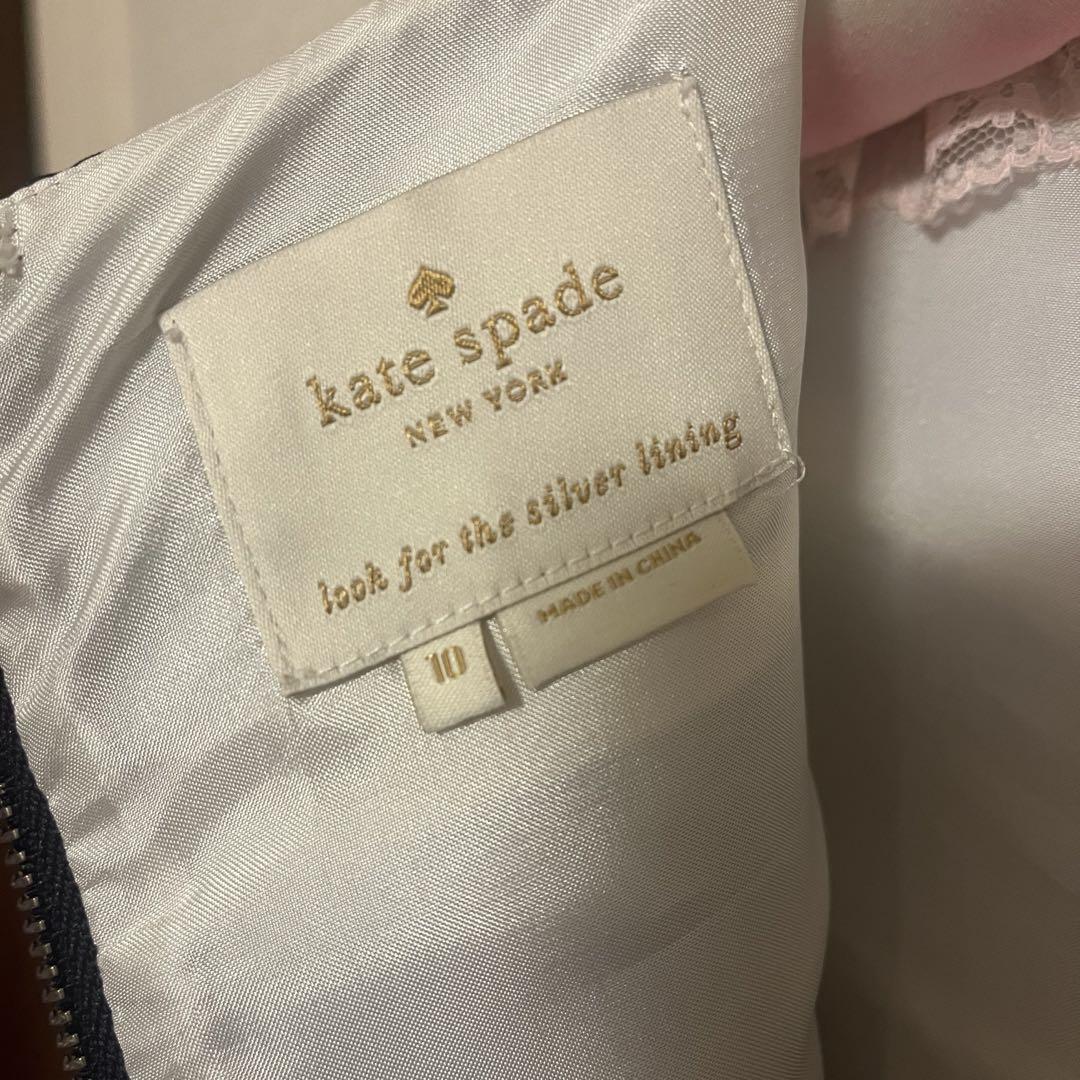 kate spade
NEW YORK
look for the silver lining
10
MADE IN CHINA